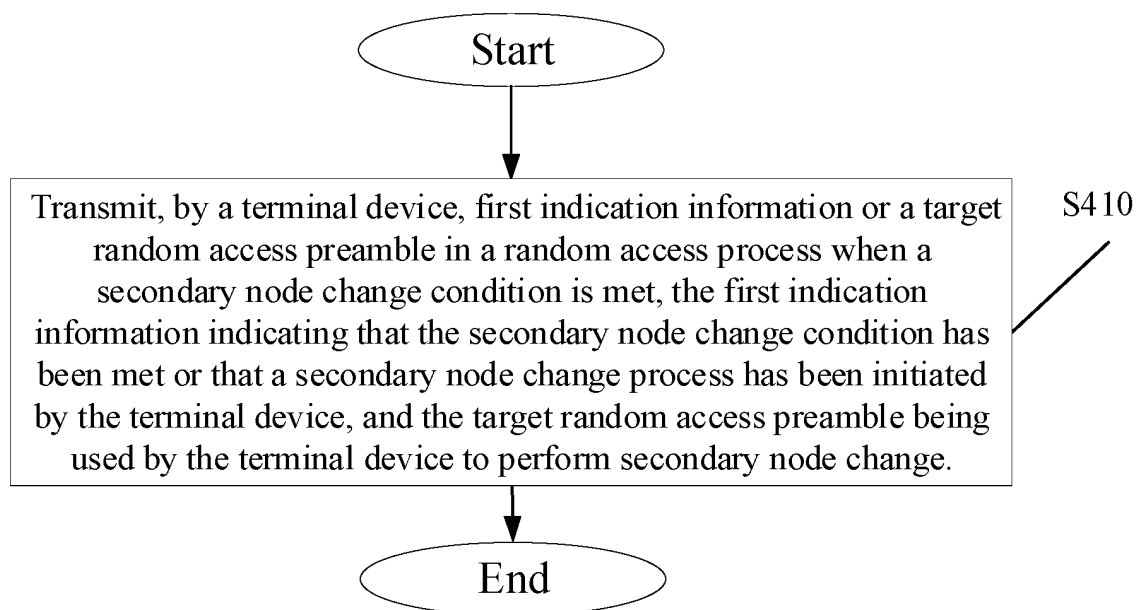 Start
Transmit, by a terminal device, first indication information or a target
random access preamble in a random access process when a
secondary node change condition is met, the first indication
information indicating that the secondary node change condition has
been met or that a secondary node change process has been initiated
by the terminal device, and the target random access preamble being
used by the terminal device to perform secondary node change.
S410
End